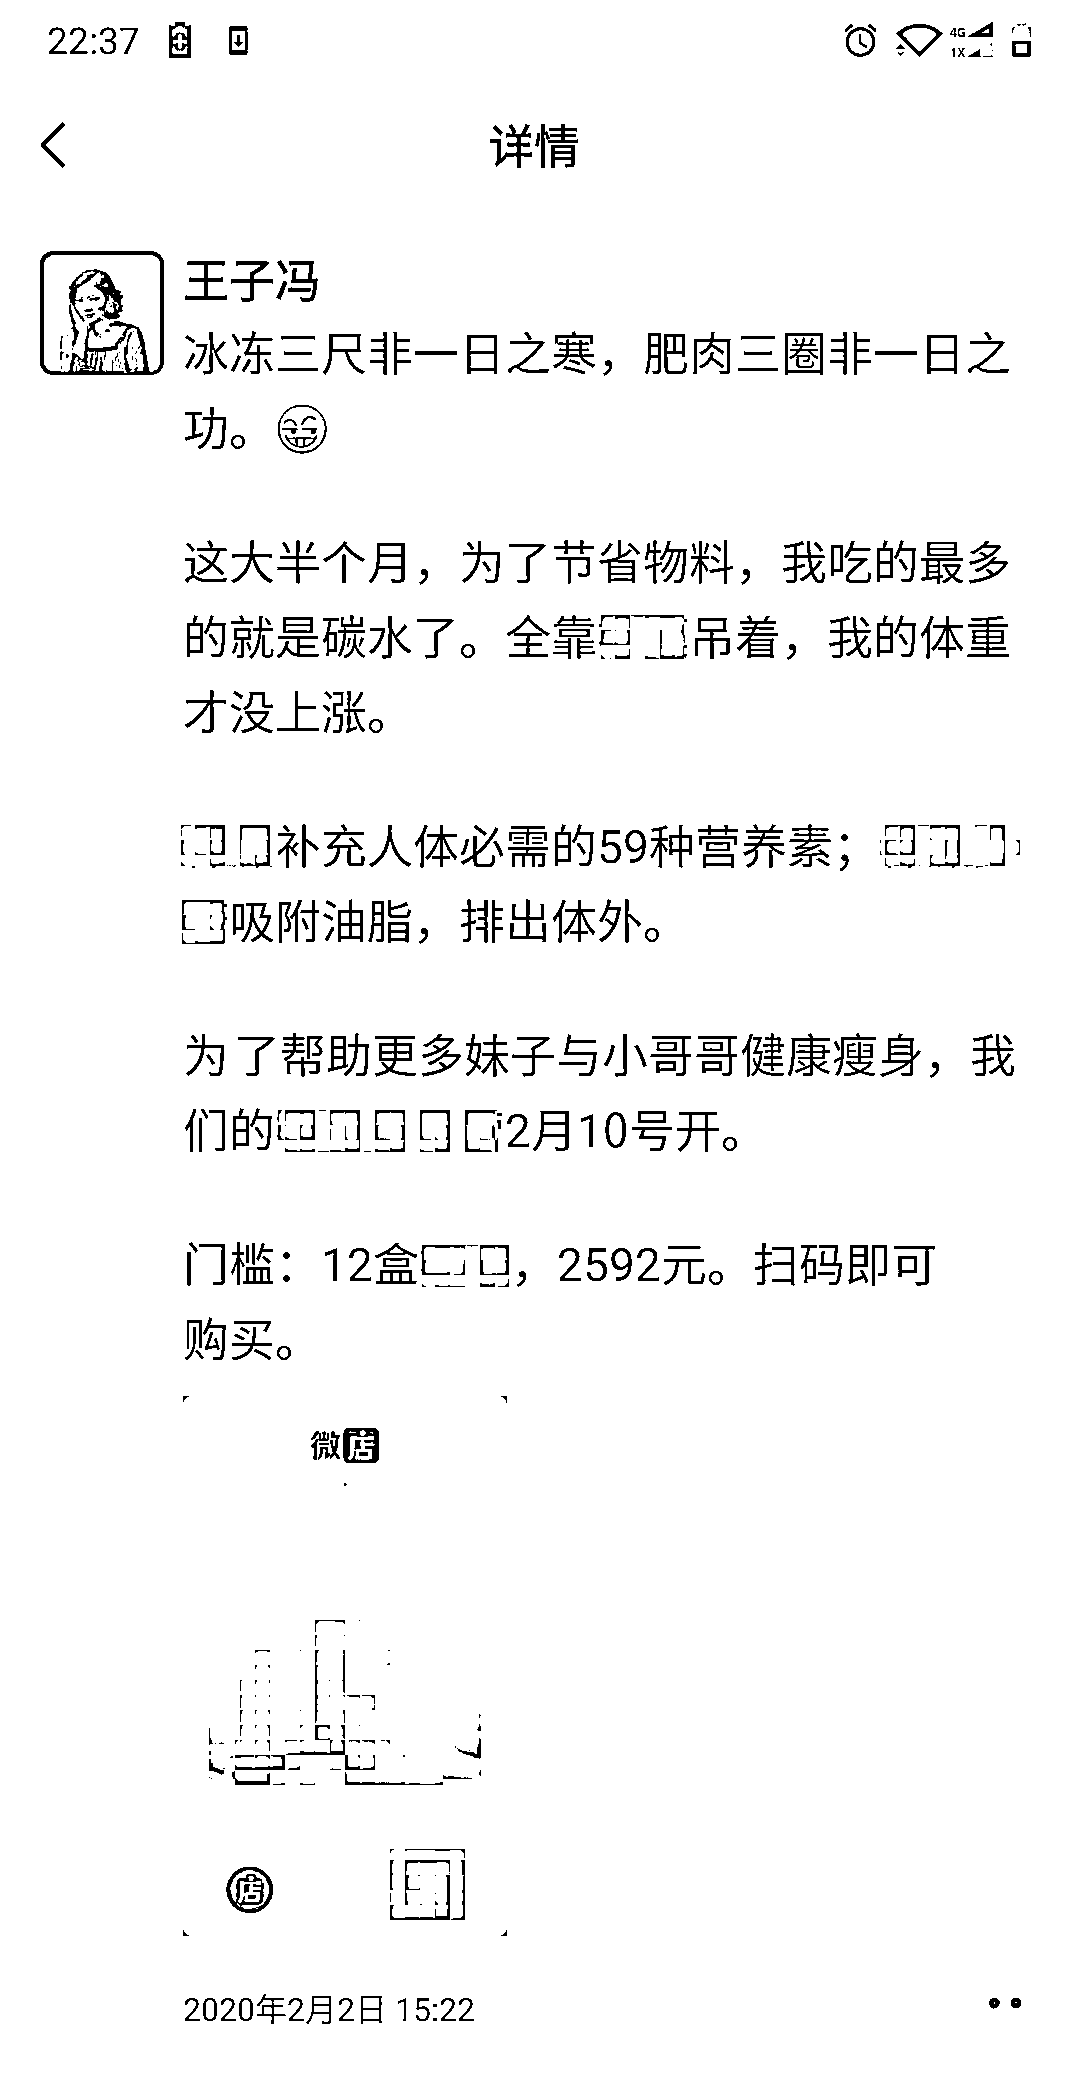 22:37
4G
1X
详情
王子冯
冰冻三尺非一日之寒，肥肉三圈非一日之
功。😁
这大半个月，为了节省物料，我吃的最多
的就是碳水了。全靠吊着，我的体重
才没上涨。
补充人体必需的59种营养素；
吸附油脂，排出体外。
为了帮助更多妹子与小哥哥健康瘦身，我
们的2月10号开。
门槛：12盒，2592元。扫码即可
购买。
微店
店
2020年2月2日 15:22